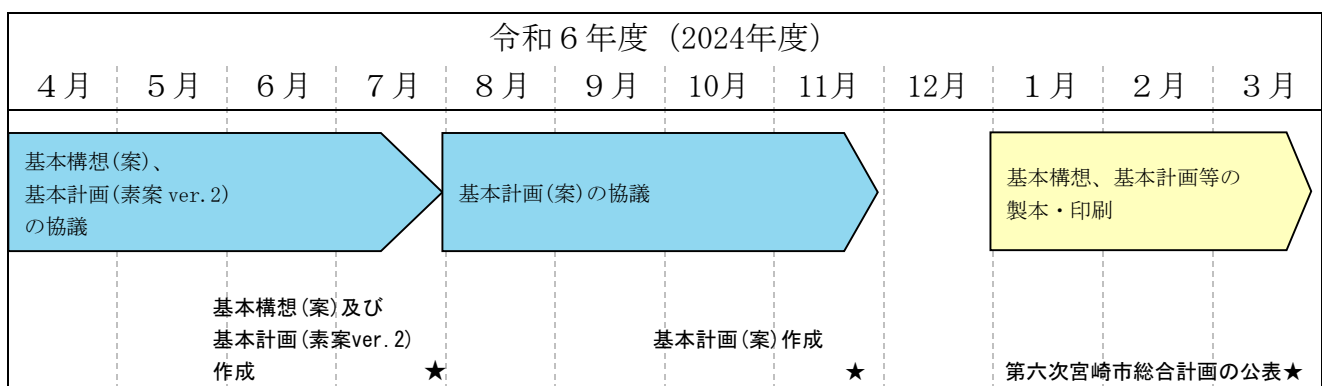 令和６年度（2024年度）
４月 ５月 ６月 ７月 ８月 ９月 10月 11月 12月 １月 ２月 ３月
基本構想(案)、
基本計画(素案 ver.2)
の協議
基本計画(案)の協議
基本構想、基本計画等の
製本・印刷
基本構想(案)及び
基本計画(素案ver.2)
作成 ★
基本計画(案)作成
★
第六次宮崎市総合計画の公表★